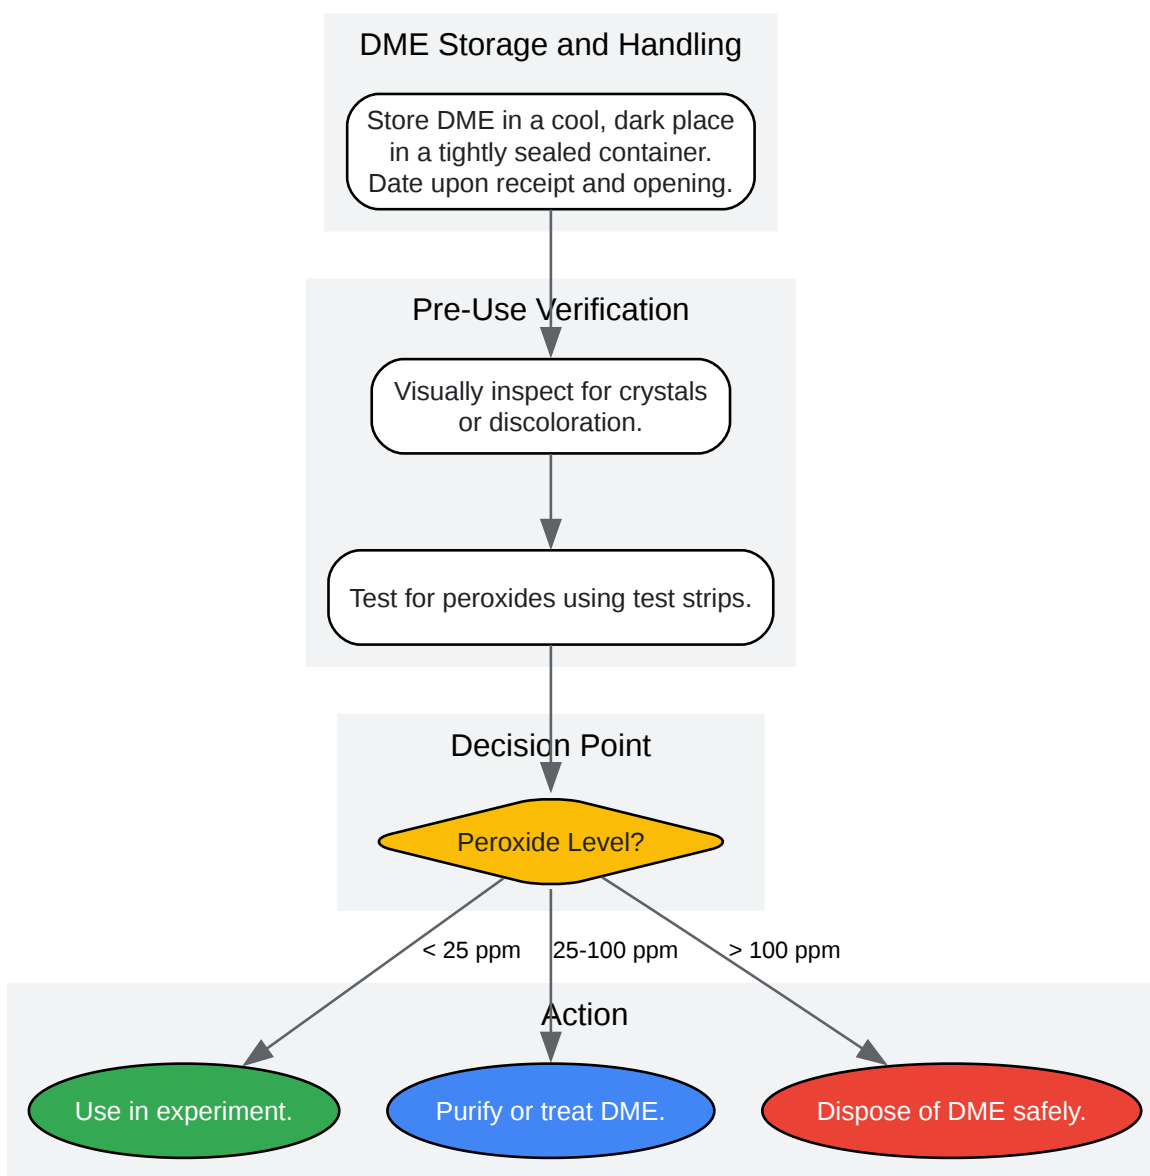 DME Storage and Handling
Store DME in a cool, dark place
in a tightly sealed container.
Date upon receipt and opening.
Pre-Use Verification
Visually inspect for crystals
or discoloration.
Test for peroxides using test strips.
Decision Point
Peroxide Level?
< 25 ppm
25-100 ppm
> 100 ppm
Action
Use in experiment.
Purify or treat DME.
Dispose of DME safely.